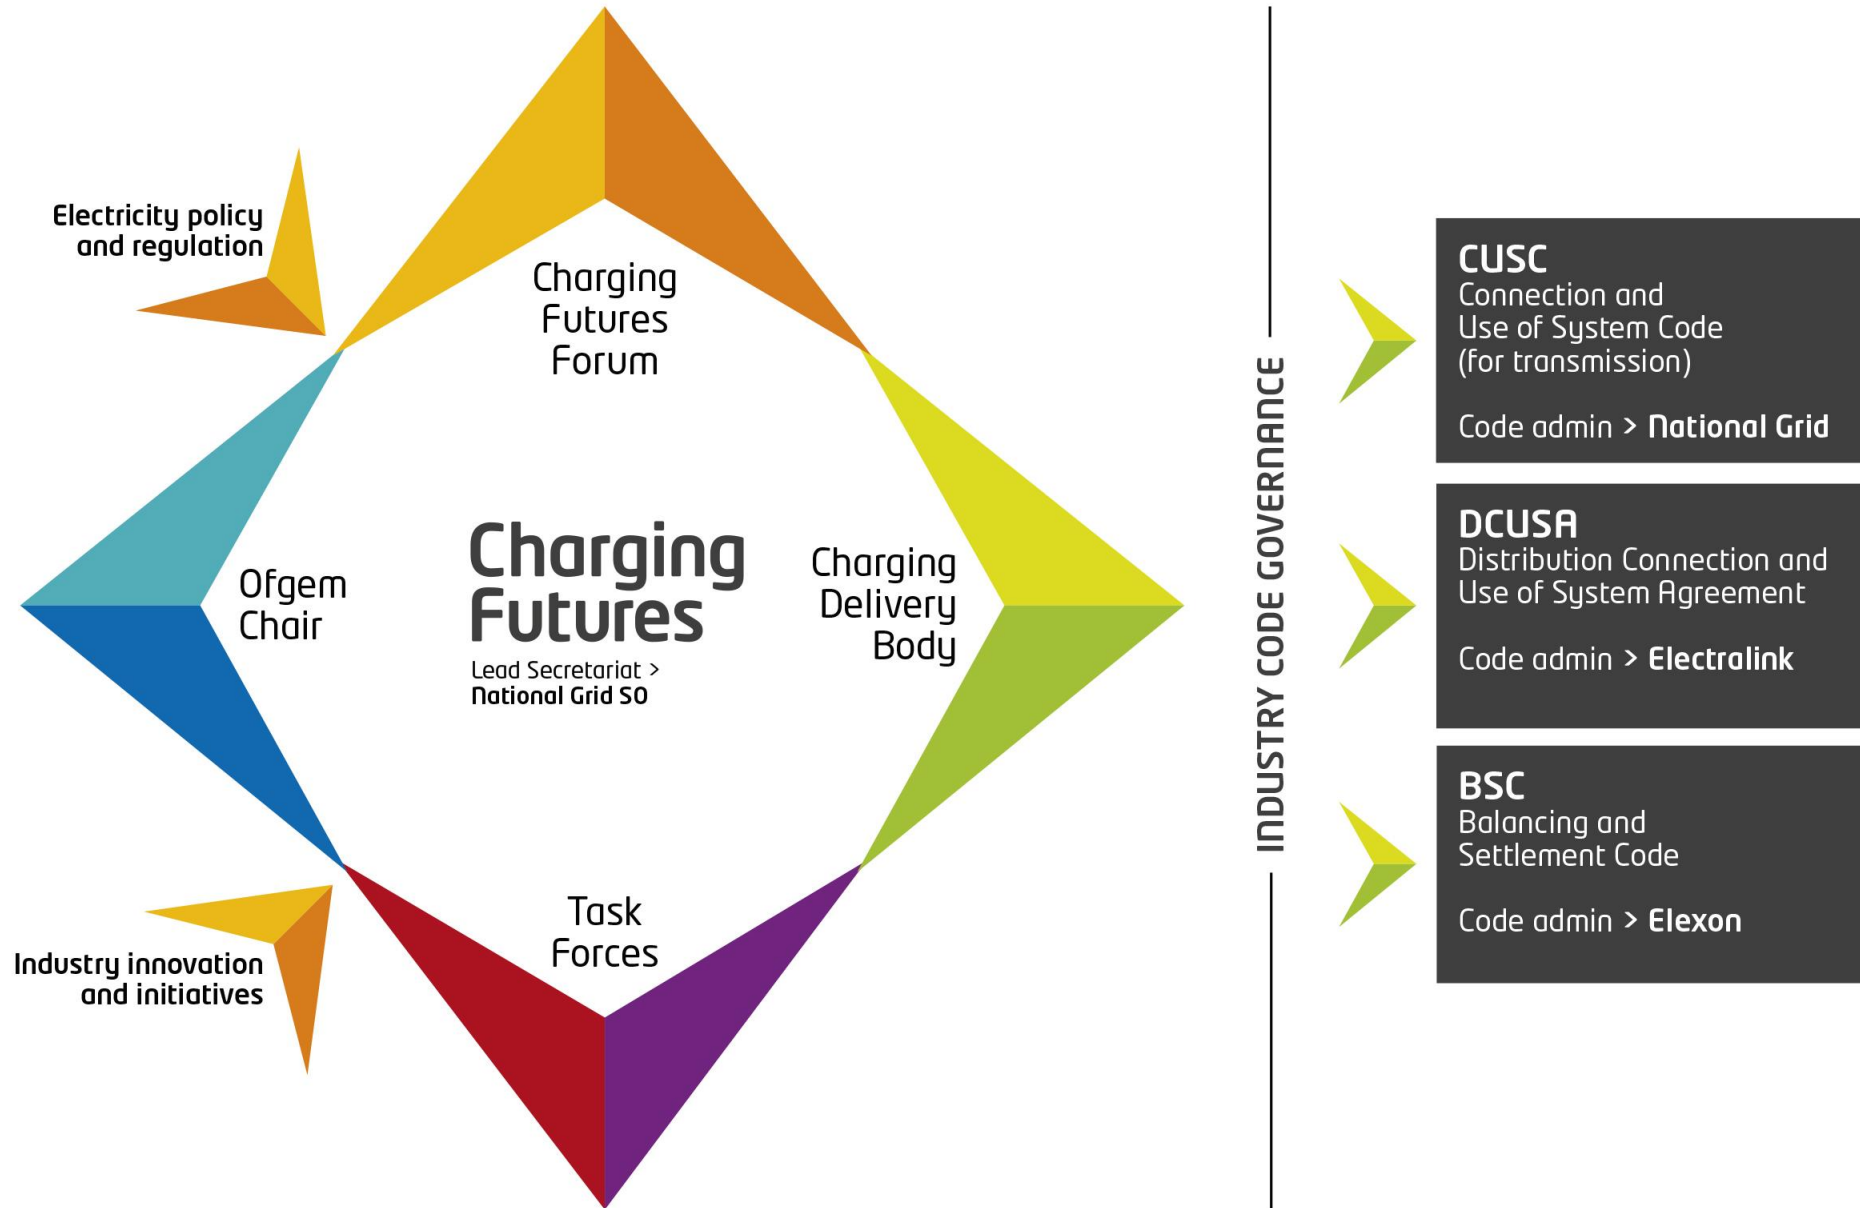 Electricity policy
and regulation
Charging
Futures
Forum
Ofgem
Chair
Charging
Futures
Lead Secretariat >
National Grid SO
Charging
Delivery
Body
Task
Forces
Industry innovation
and initiatives
INDUSTRY CODE GOVERNANCE
CUSC
Connection and
Use of System Code
(for transmission)
Code admin > National Grid
DCUSA
Distribution Connection and
Use of System Agreement
Code admin > Electralink
BSC
Balancing and
Settlement Code
Code admin > Elexon